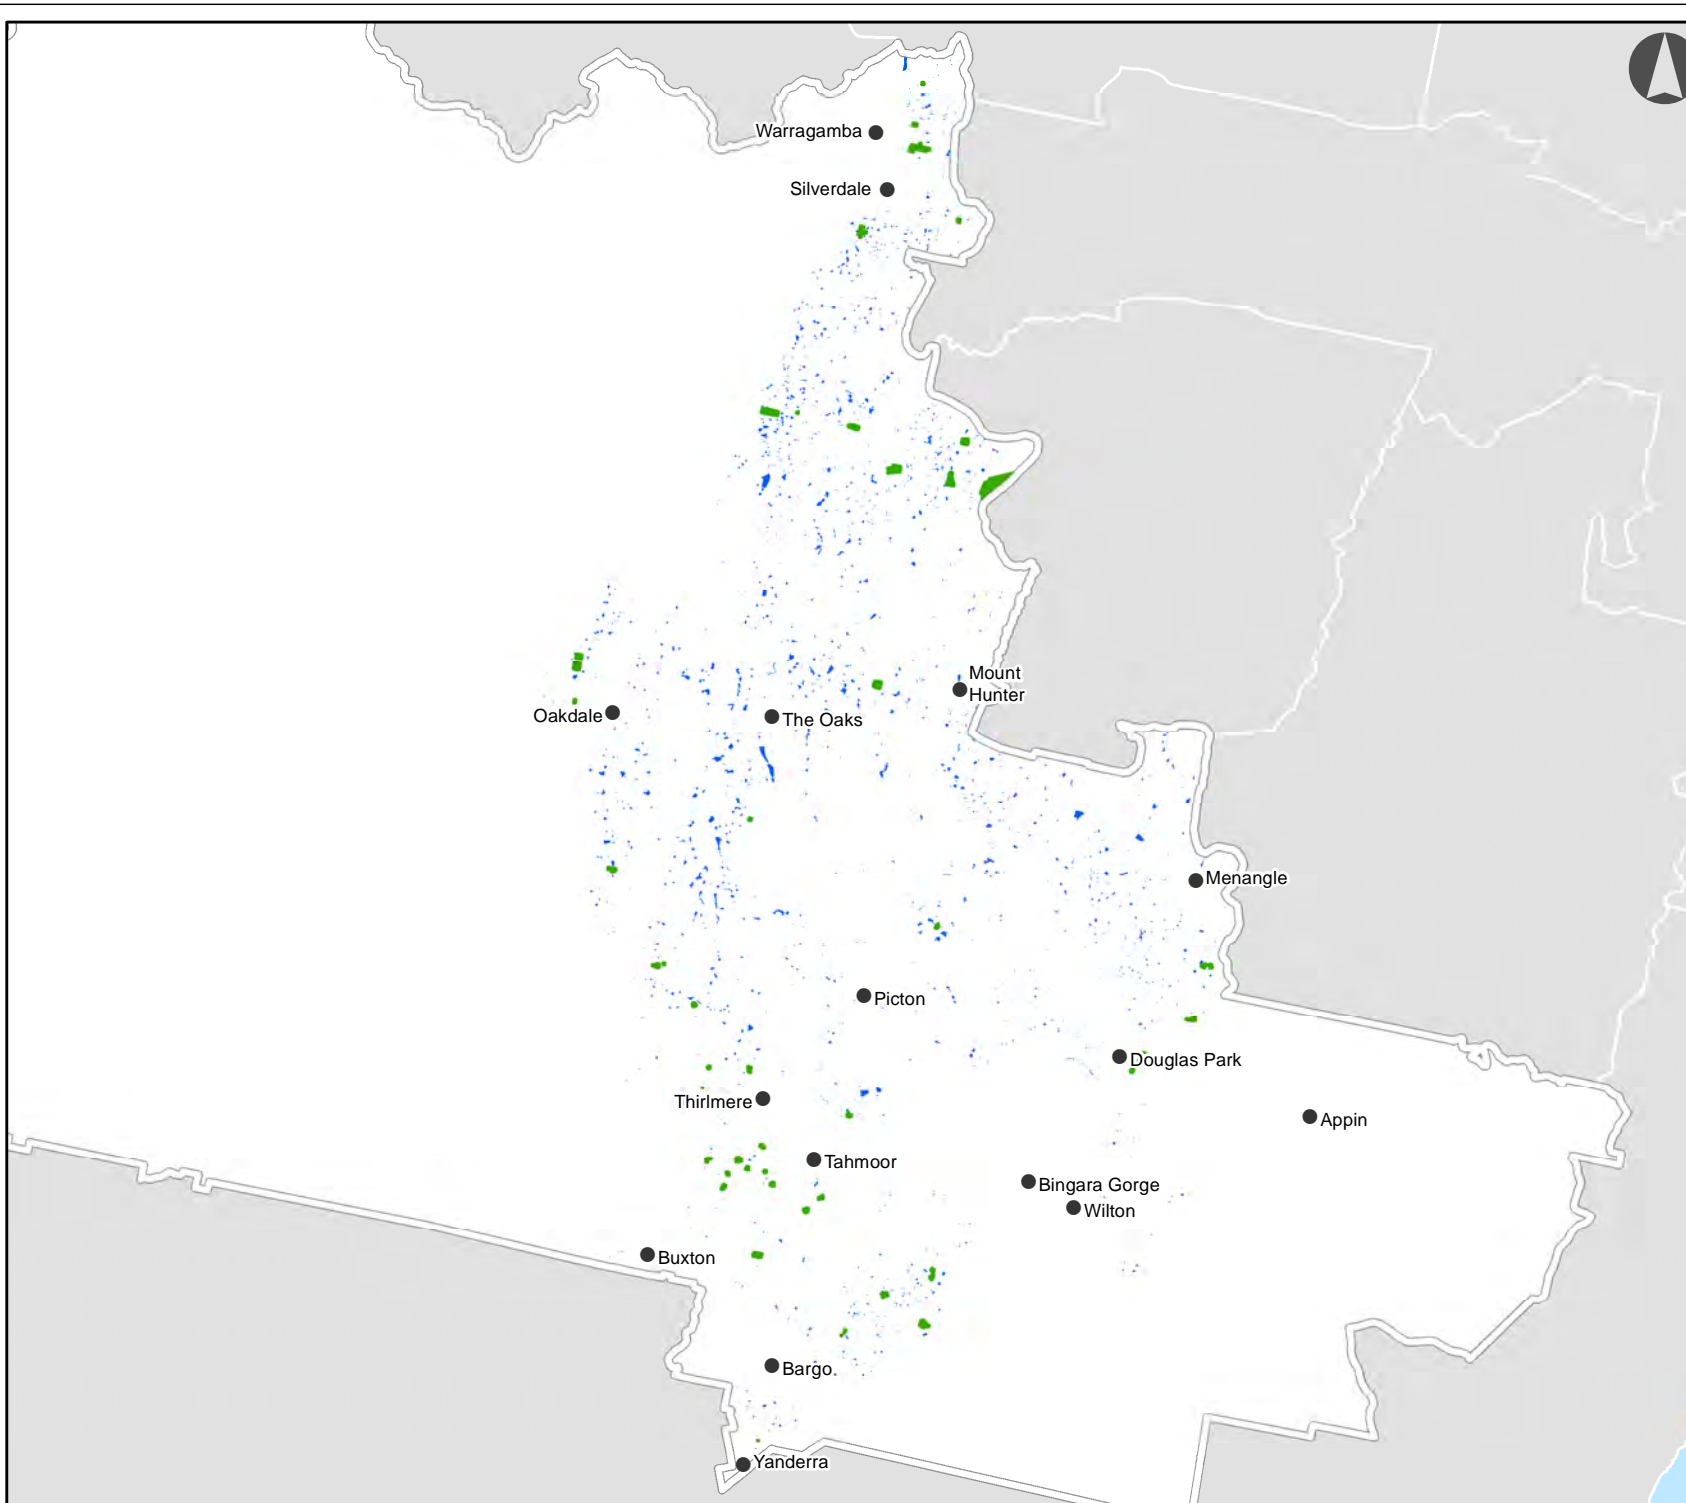 Warragamba
Silverdale
Mount
Hunter
Oakdale
The Oaks
Menangle
Picton
Douglas Park
Thirlmere
Appin
Tahmoor
Bingara Gorge
Wilton
Buxton
Bargo
Yanderra